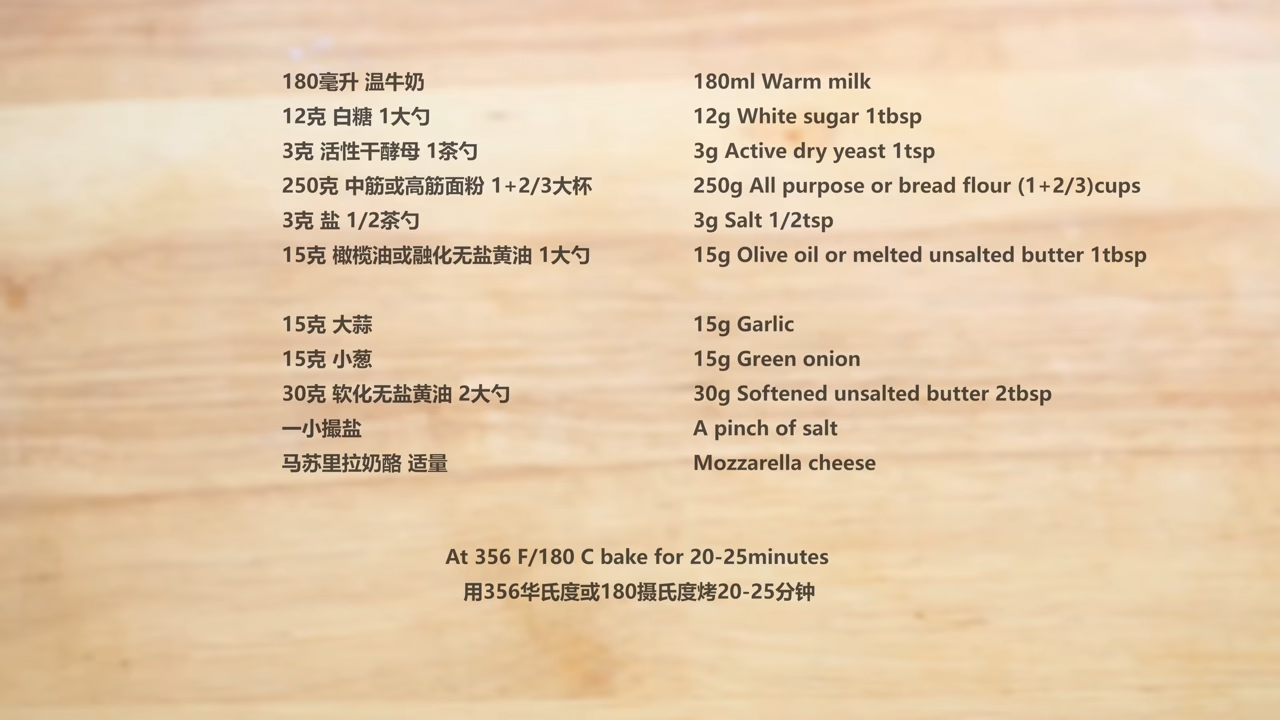 180毫升 温牛奶
12克 白糖 1大勺
3克 活性干酵母 1茶勺
250克 中筋或高筋面粉 1+2/3大杯
3克 盐 1/2茶勺
15克 橄榄油或融化无盐黄油 1大勺
15克 大蒜
15克 小葱
30克 软化无盐黄油 2大勺
一小撮盐
马苏里拉奶酪 适量
180ml Warm milk
12g White sugar 1tbsp
3g Active dry yeast 1tsp
250g All purpose or bread flour (1+2/3)cups
3g Salt 1/2tsp
15g Olive oil or melted unsalted butter 1tbsp
15g Garlic
15g Green onion
30g Softened unsalted butter 2tbsp
A pinch of salt
Mozzarella cheese
At 356 F/180 C bake for 20-25minutes
用356华氏度或180摄氏度烤20-25分钟